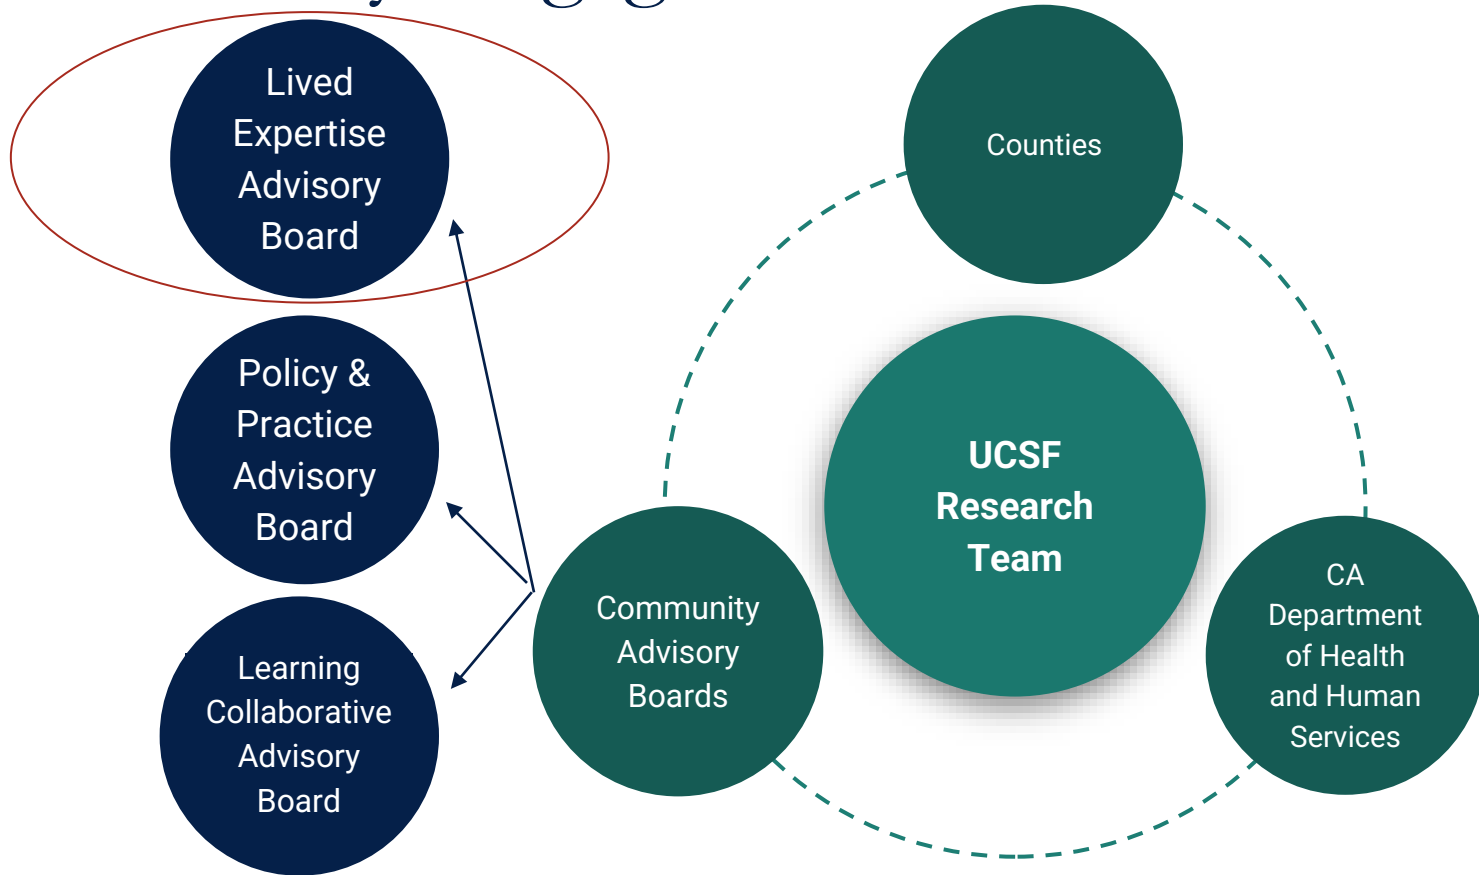 Lived
Expertise
Advisory
Board
Policy &
Practice
Advisory
Board
Learning
Collaborative
Advisory
Board
Counties
UCSF
Research
Team
Community
Advisory
Boards
CA
Department
of Health
and Human
Services